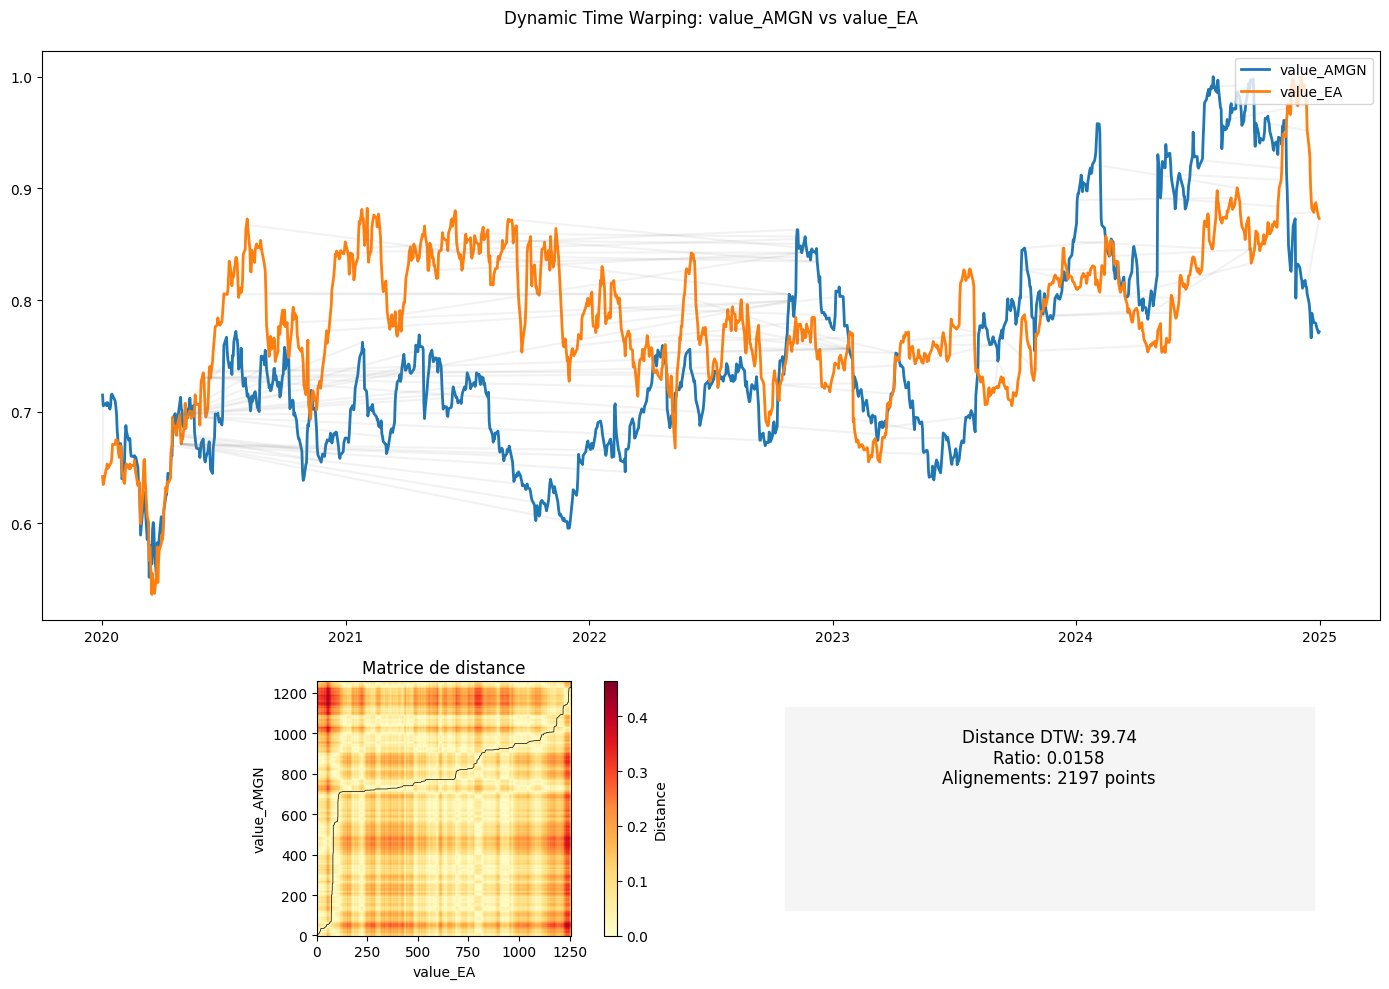 Dynamic Time Warping: value_AMGN vs value_EA
value_AMGN
value_EA
1.0
0.9
0.8
0.7
0.6
2020 2021 2022 2023 2024 2025
Matrice de distance
value_AMGN
1200
1000
800
600
400
200
0
0 250 500 750 1000 1250
value_EA
0.4
0.3
0.2
0.1
0.0
Distance
Distance DTW: 39.74
Ratio: 0.0158
Alignements: 2197 points